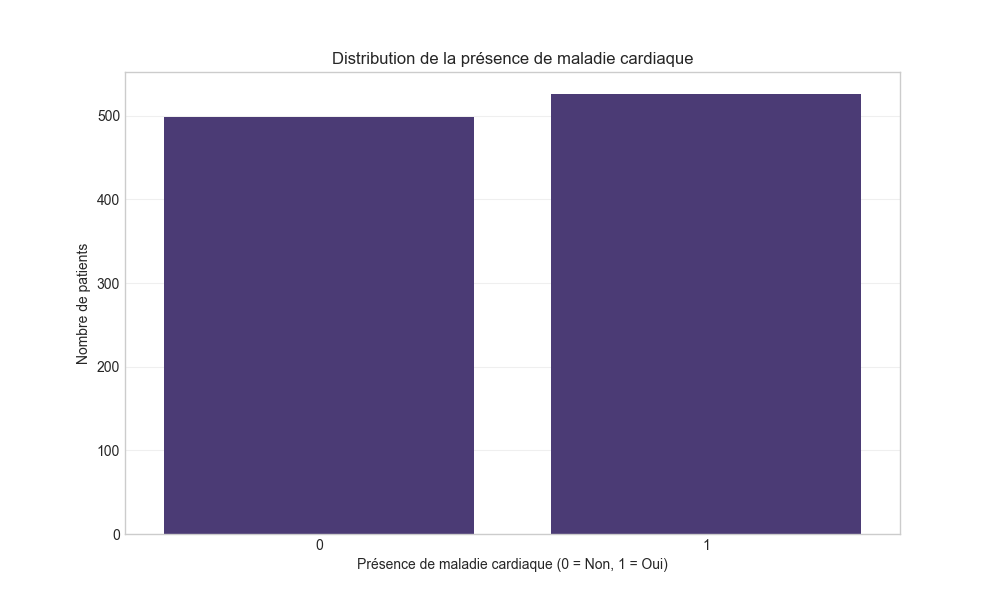 Distribution de la présence de maladie cardiaque
500
400
300
200
100
0
Nombre de patients
0 1
Présence de maladie cardiaque (0 = Non, 1 = Oui)